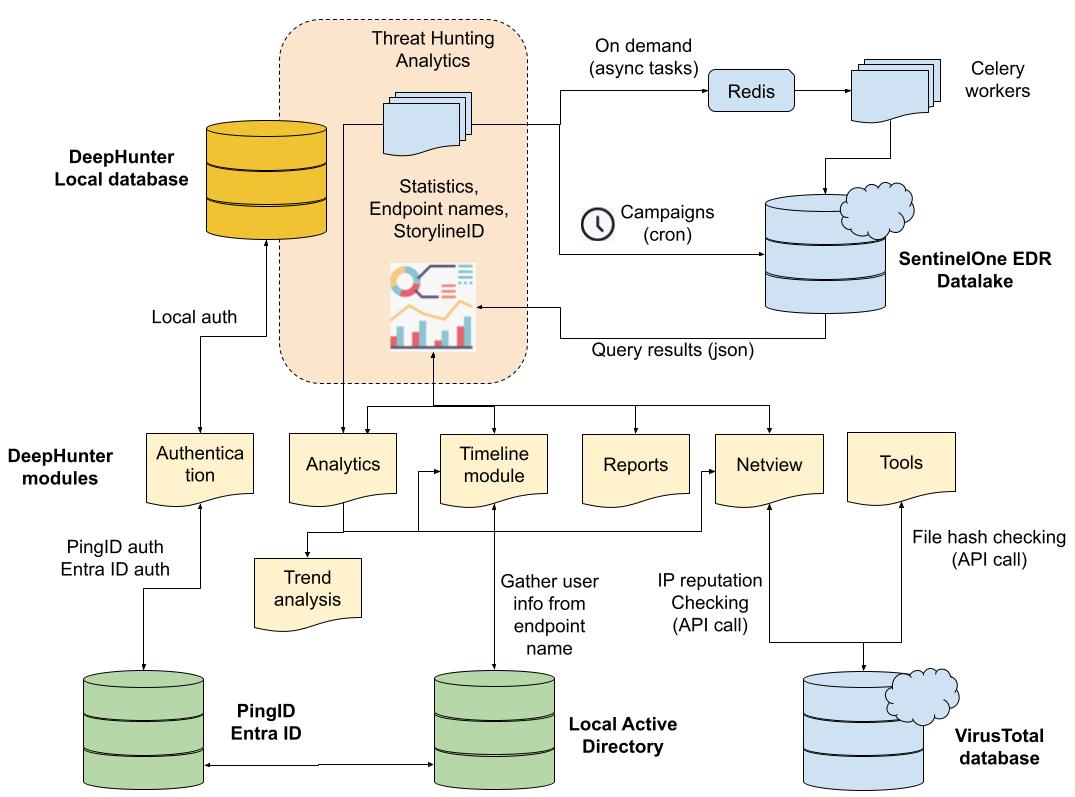 Threat Hunting
Analytics
On demand
(async tasks)
Redis
Celery
workers
DeepHunter
Local database
Statistics,
Endpoint names,
StorylineID
Campaigns
(cron)
SentinelOne EDR
Datalake
Local auth
Query results (json)
DeepHunter
modules
Authentica
tion
Analytics
Timeline
module
Reports
Netview
Tools
PingID auth
Entra ID auth
Trend
analysis
Gather user
info from
endpoint
name
IP reputation
Checking
(API call)
File hash checking
(API call)
PingID
Entra ID
Local Active
Directory
VirusTotal
database